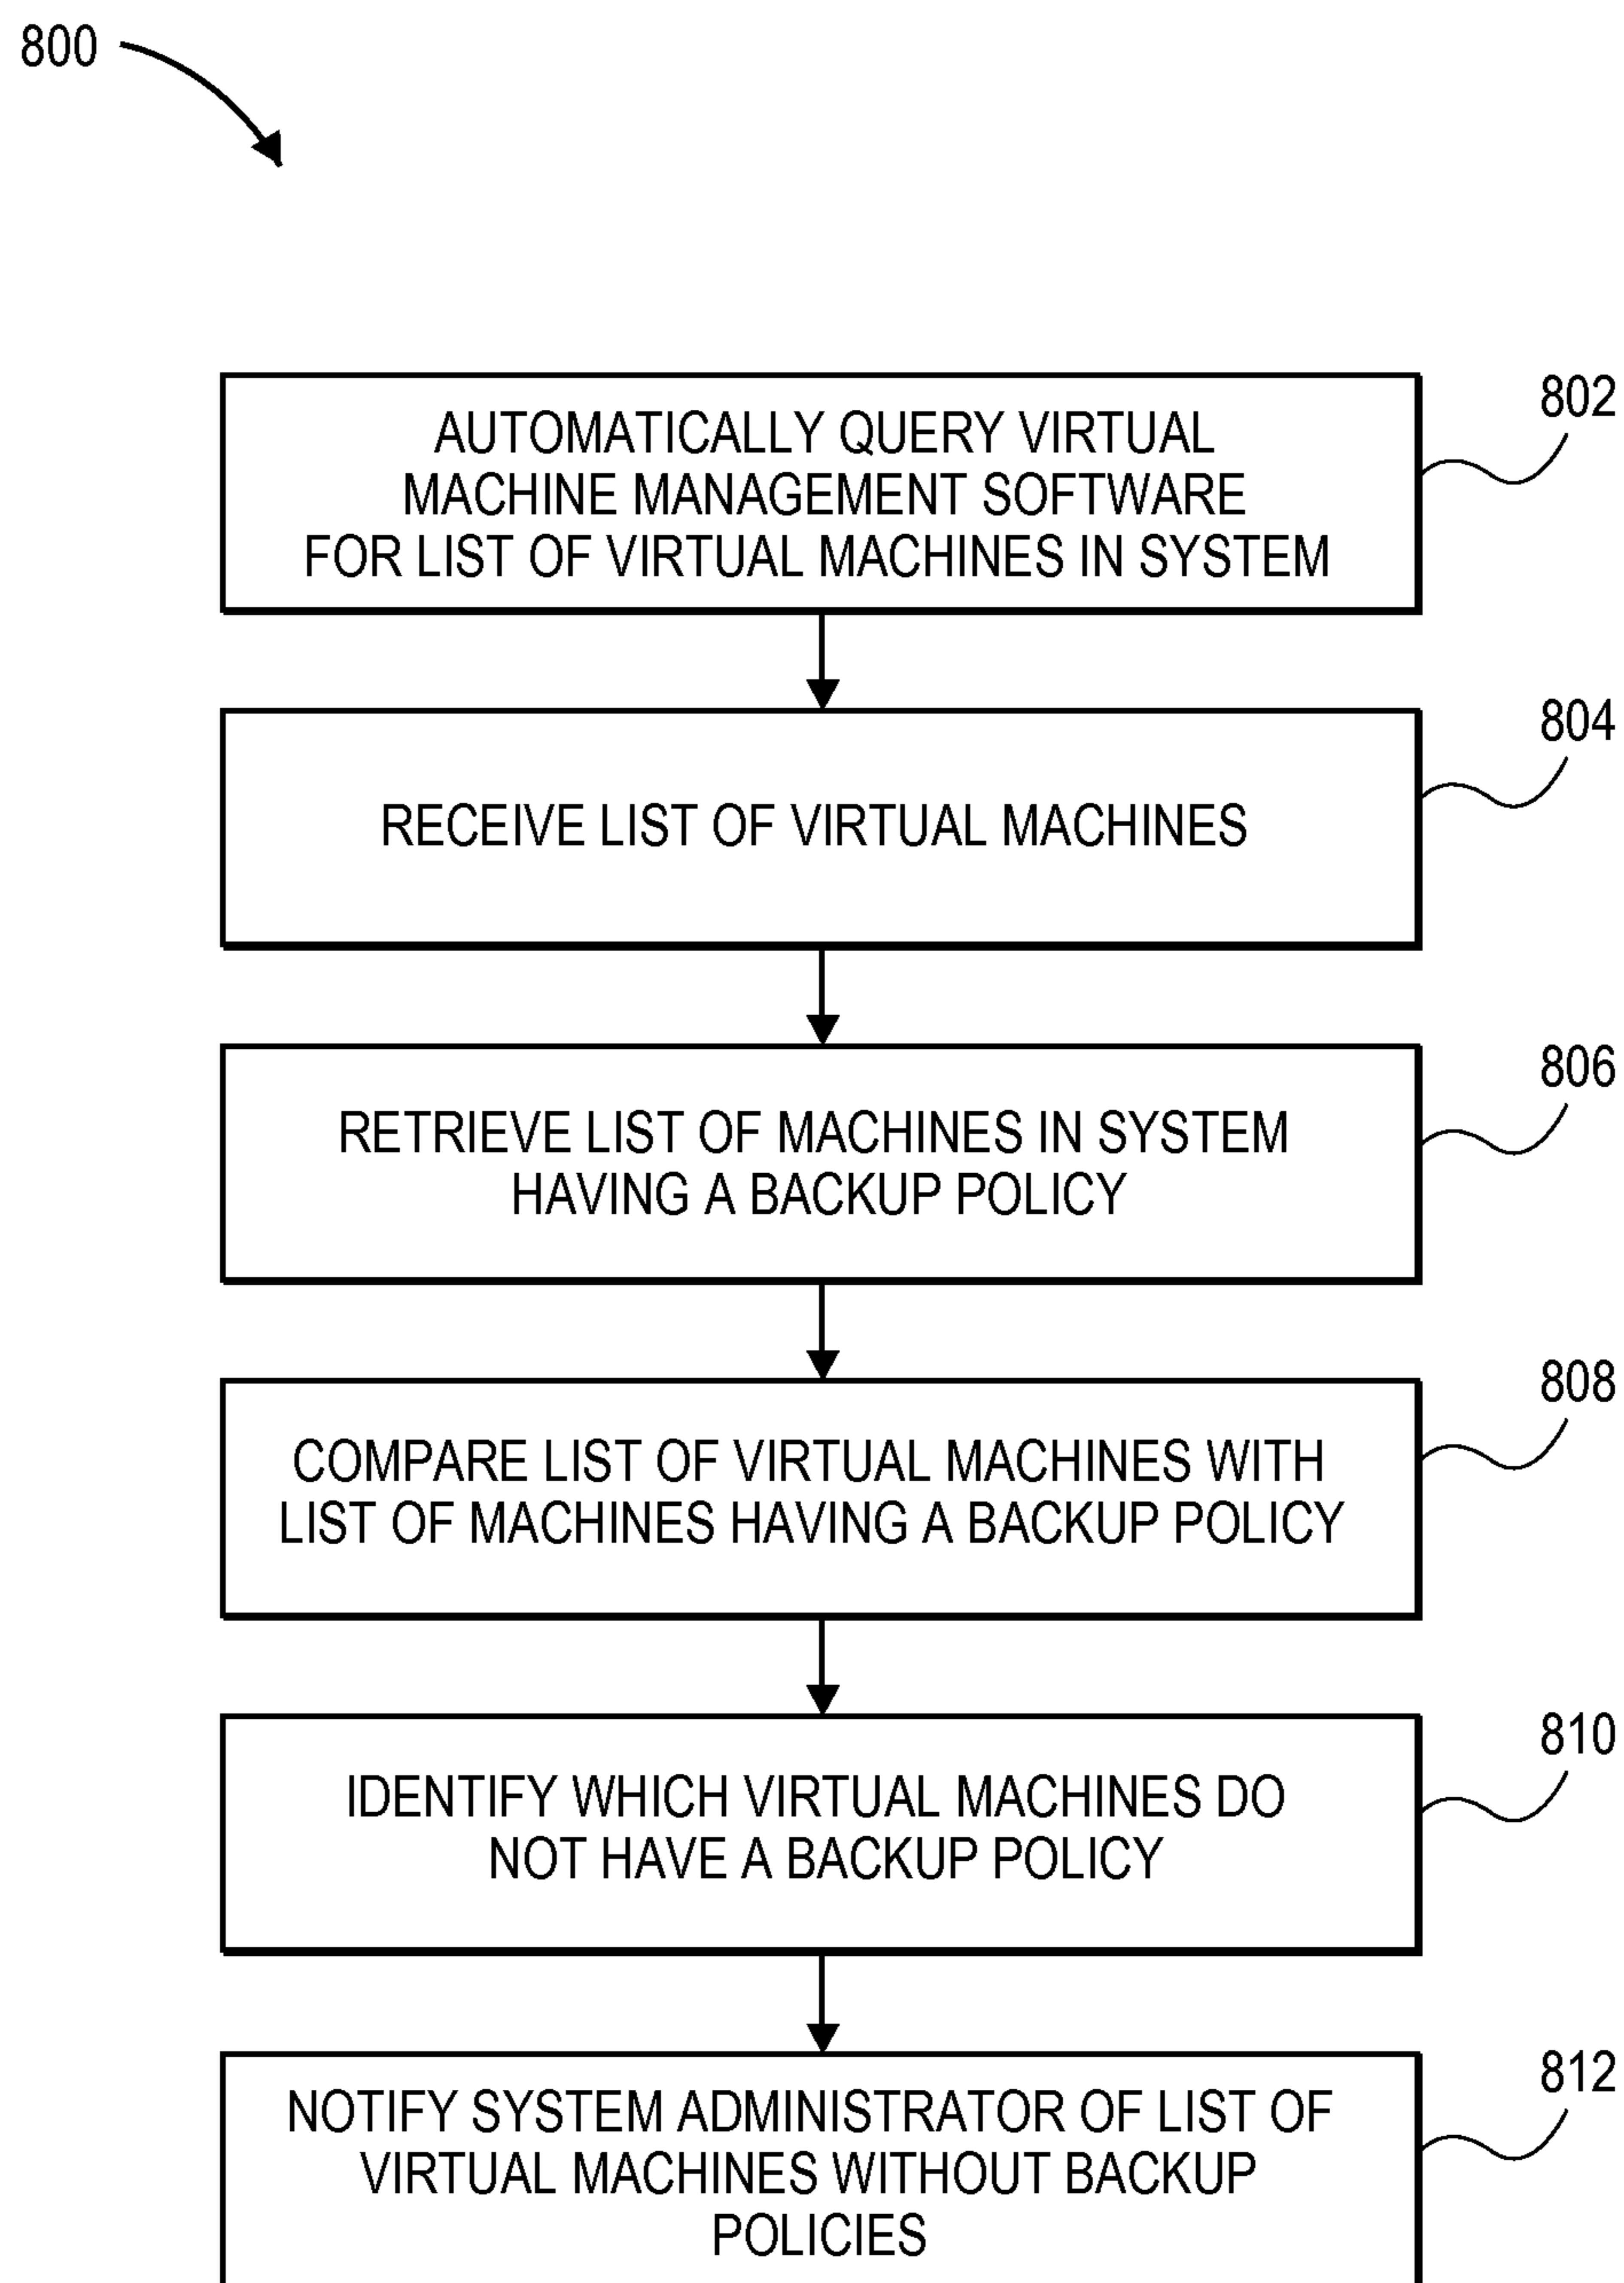 800
AUTOMATICALLY QUERY VIRTUAL
MACHINE MANAGEMENT SOFTWARE
FOR LIST OF VIRTUAL MACHINES IN SYSTEM
802
RECEIVE LIST OF VIRTUAL MACHINES
804
RETRIEVE LIST OF MACHINES IN SYSTEM
HAVING A BACKUP POLICY
806
COMPARE LIST OF VIRTUAL MACHINES WITH
LIST OF MACHINES HAVING A BACKUP POLICY
808
IDENTIFY WHICH VIRTUAL MACHINES DO
NOT HAVE A BACKUP POLICY
810
NOTIFY SYSTEM ADMINISTRATOR OF LIST OF
VIRTUAL MACHINES WITHOUT BACKUP
POLICIES
812